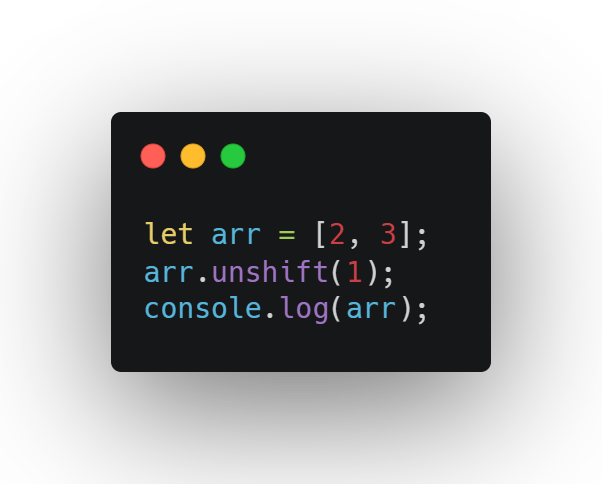 let arr = [2, 3];
arr.unshift(1);
console.log(arr);